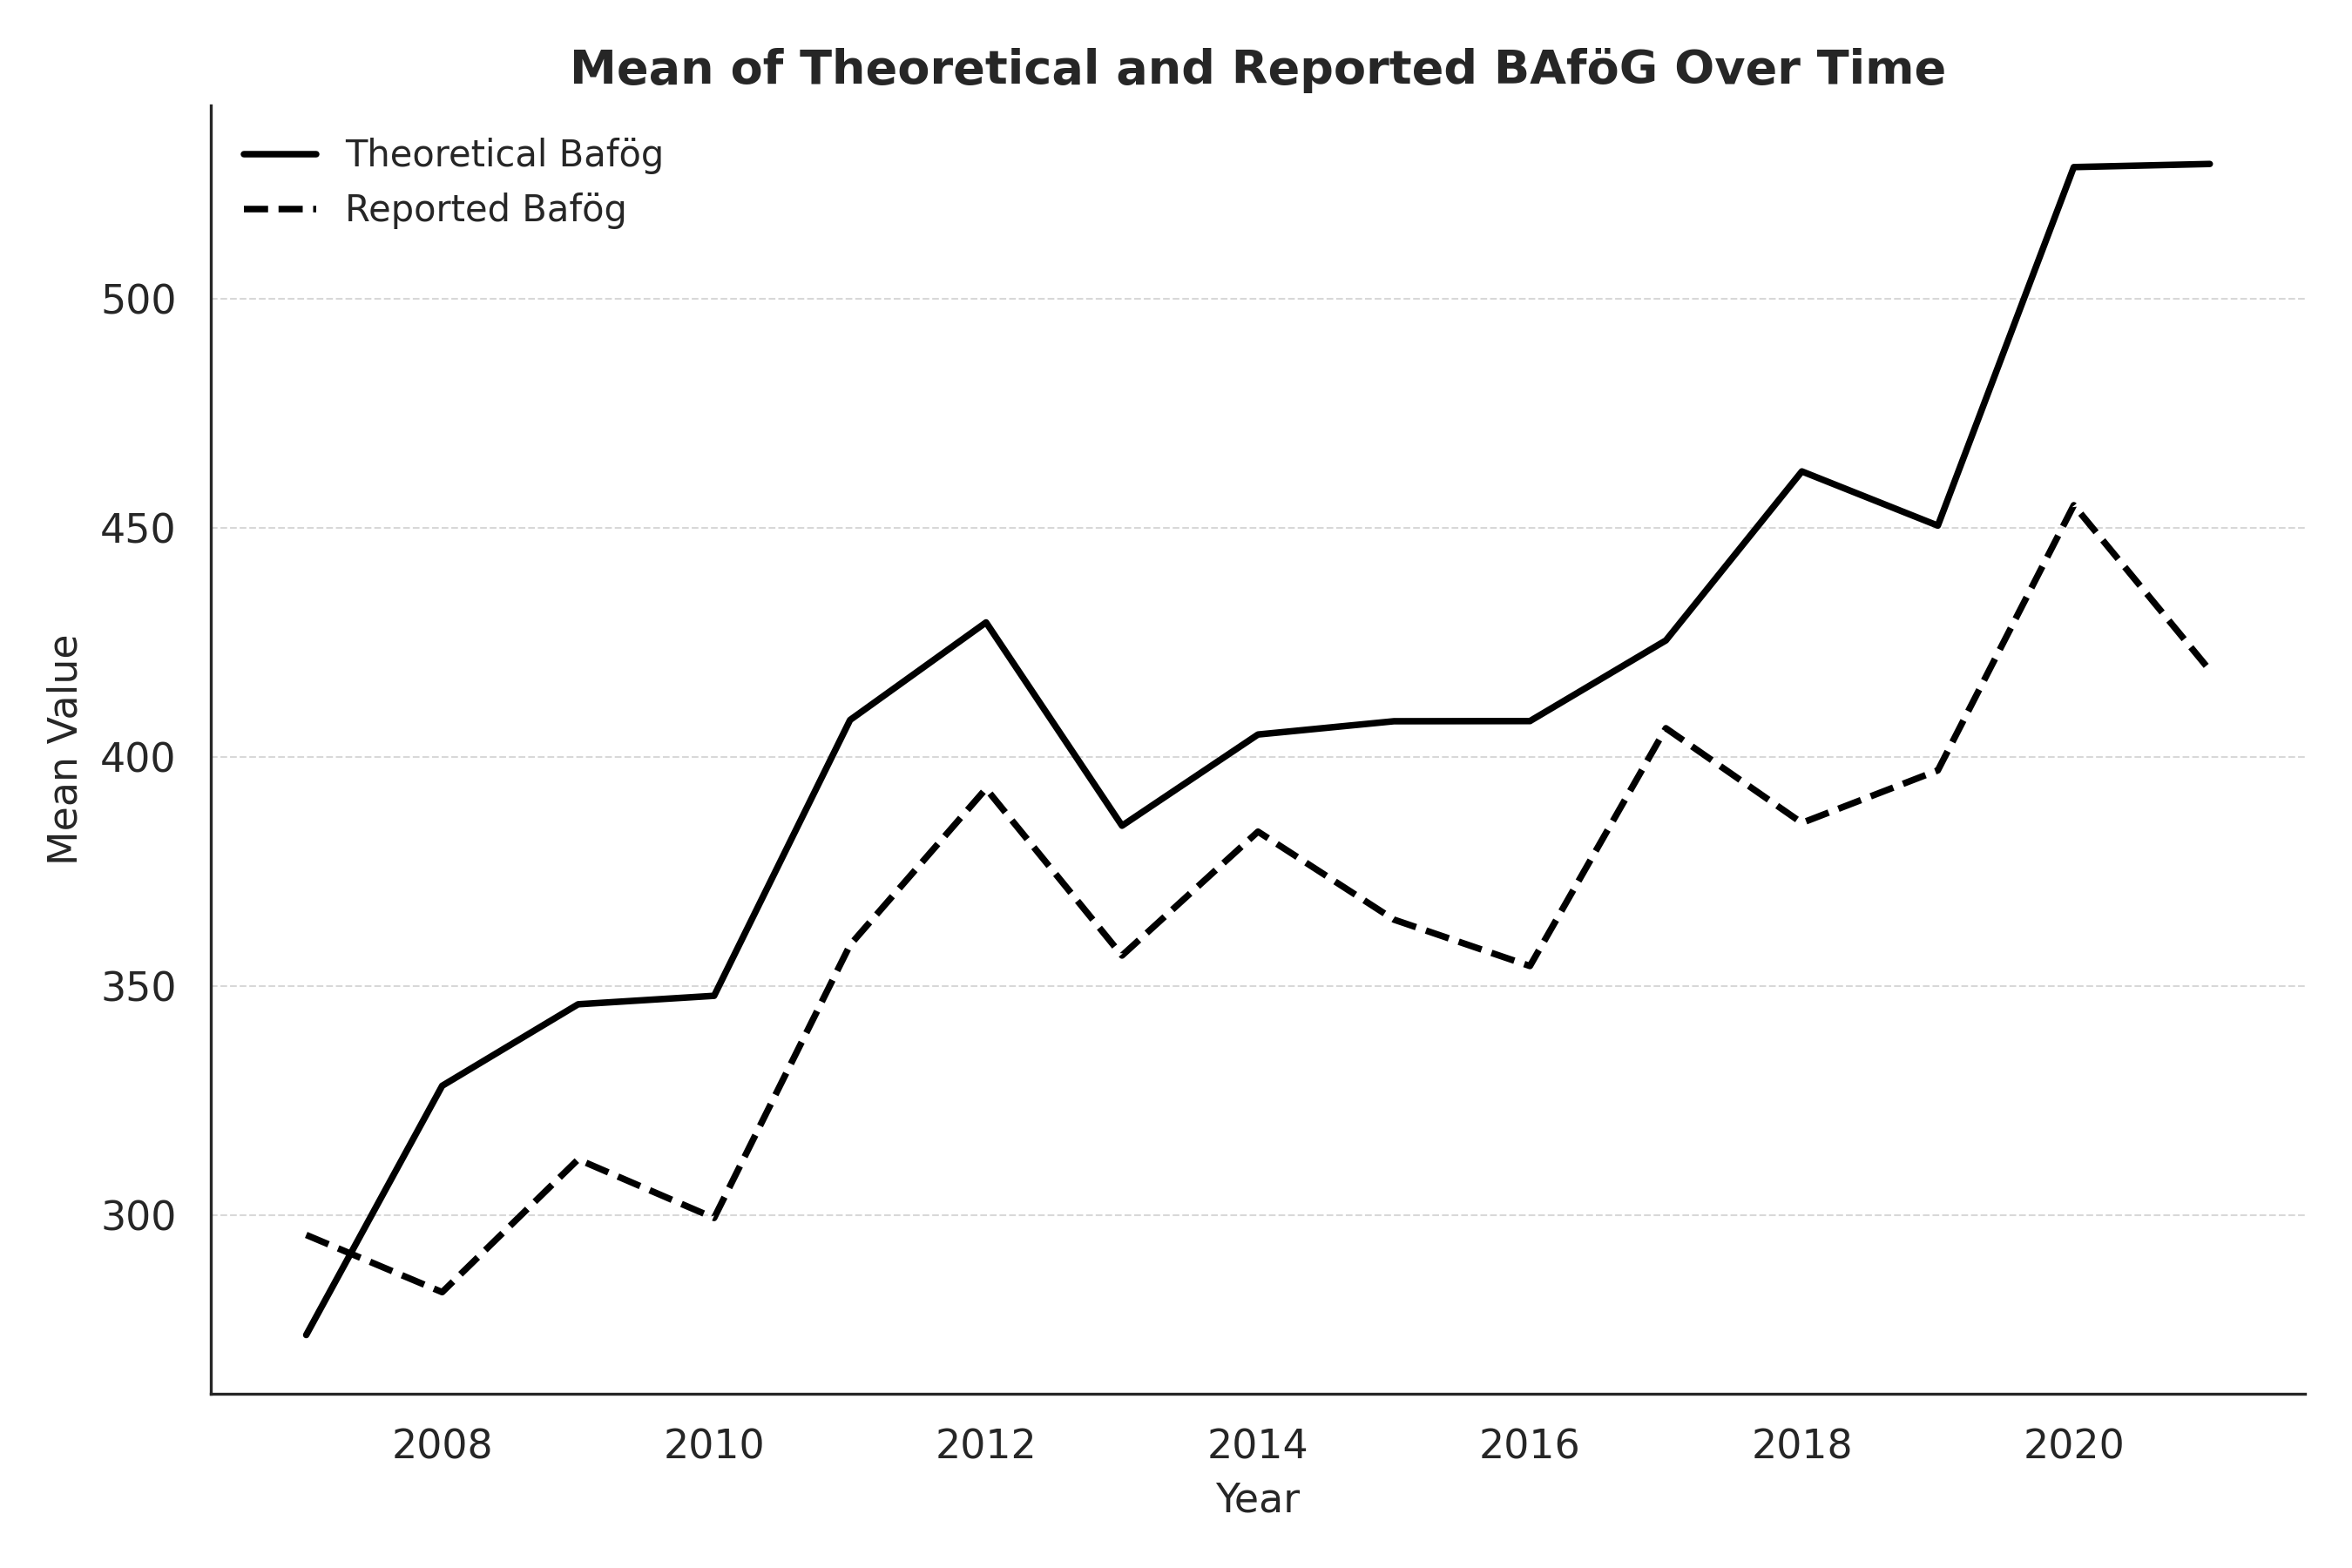 Mean of Theoretical and Reported BAföG Over Time
Theoretical Bafög
Reported Bafög
500
450
400
350
300
Mean Value
2008
2010
2012
2014
2016
2018
2020
Year